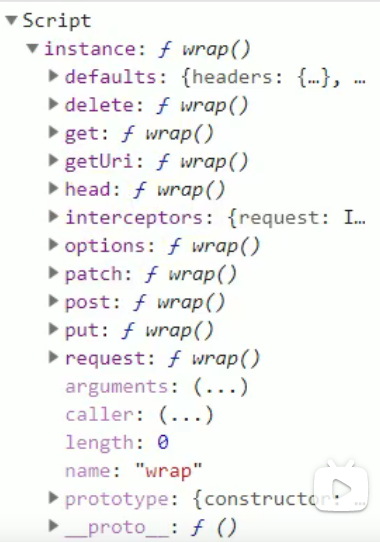 ▼Script
▼instance: ƒ wrap()
▶defaults: {headers: {…}, …
▶delete: ƒ wrap()
▶get: ƒ wrap()
▶getUri: ƒ wrap()
▶head: ƒ wrap()
▶interceptors: {request: I…
▶options: ƒ wrap()
▶patch: ƒ wrap()
▶post: ƒ wrap()
▶put: ƒ wrap()
▶request: ƒ wrap()
arguments: (...)
caller: (...)
length: 0
name: "wrap"
▶prototype: {constructor: …
▶__proto__: ƒ ()